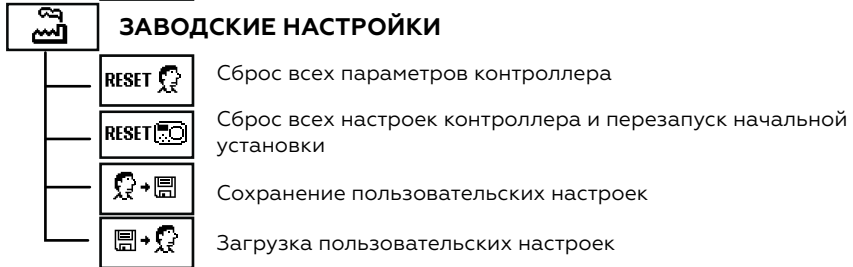 ЗАВОДСКИЕ НАСТРОЙКИ
RESET Сброс всех параметров контроллера
RESET Сброс всех настроек контроллера и перезапуск начальной
установки
Сохранение пользовательских настроек
Загрузка пользовательских настроек